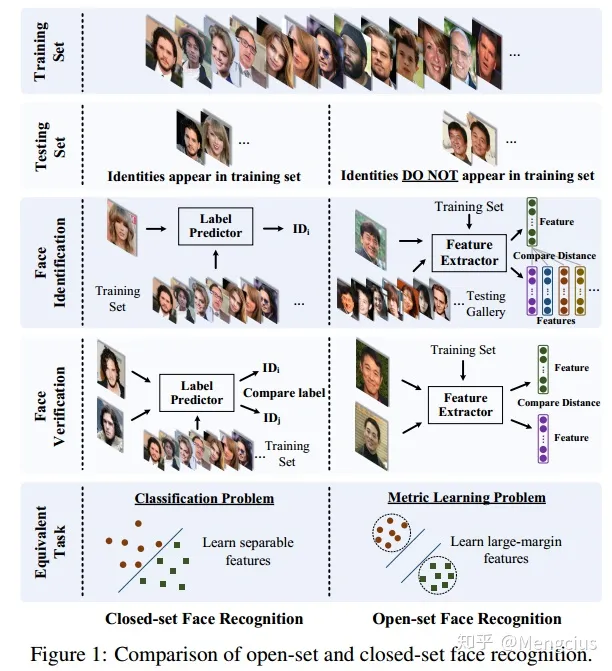 Training
Set
...
Testing
Set
...
Identities appear in training set
...
Identities DO NOT appear in training set
Face
Identification
Label
Predictor
IDi
Training
Set
...
Training Set
Feature
Extractor
Feature
Compare Distance
... Testing
Gallery
...
Features
Face
Verification
Label
Predictor
IDi
Compare label
IDj
... Training
Set
Training Set
Feature
Extractor
Feature
Compare Distance
Feature
Equivalent
Task
Classification Problem
Learn separable
features
Metric Learning Problem
Learn large-margin
features
Closed-set Face Recognition
Open-set Face Recognition
知乎 @Mengcius
Figure 1: Comparison of open-set and closed-set face recognition.